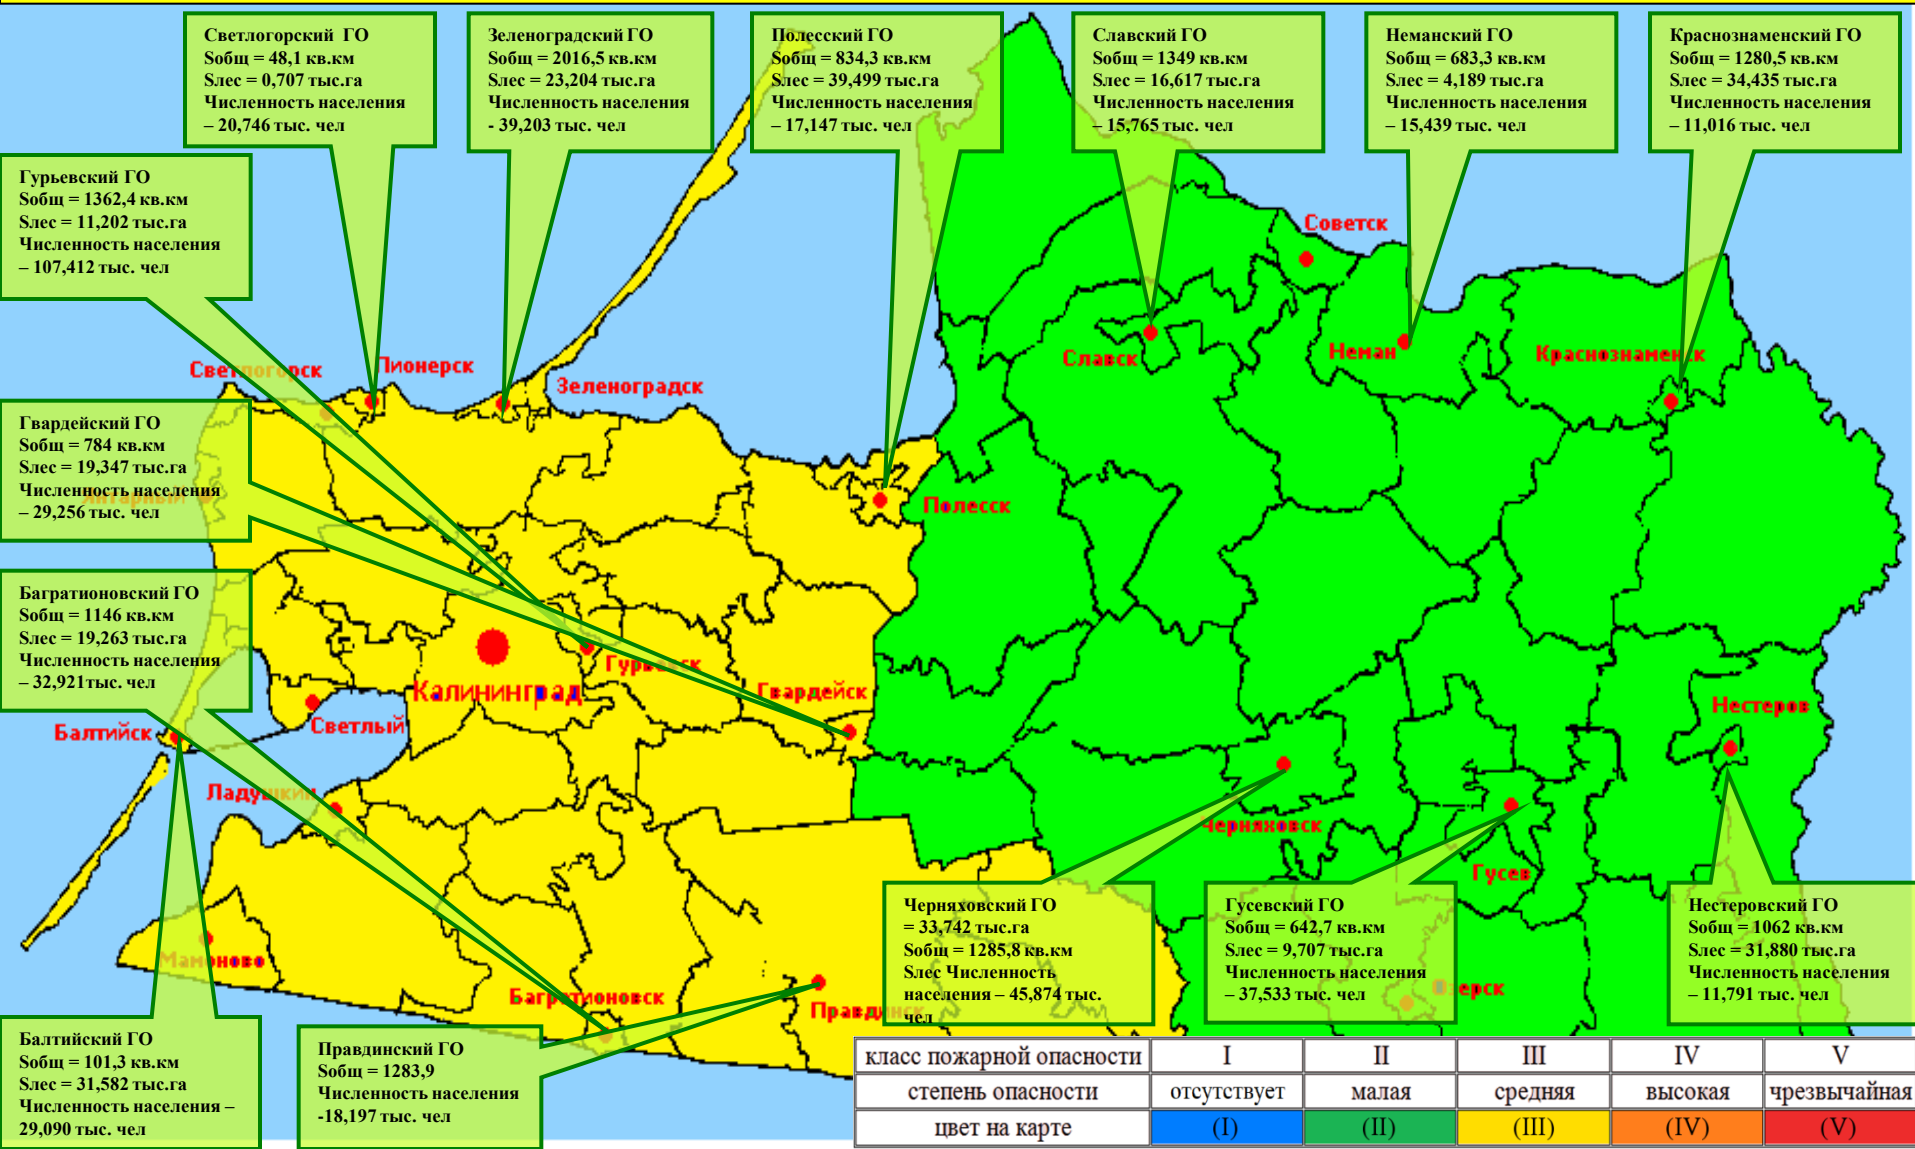 Светлогорский ГО
Sобщ = 48,1 кв.км
Sлес = 0,707 тыс.га
Численность населения
– 20,746 тыс. чел
Зеленоградский ГО
Sобщ = 2016,5 кв.км
Sлес = 23,204 тыс.га
Численность населения
- 39,203 тыс. чел
Полесский ГО
Sобщ = 834,3 кв.км
Sлес = 39,499 тыс.га
Численность населения
– 17,147 тыс. чел
Славский ГО
Sобщ = 1349 кв.км
Sлес = 16,617 тыс.га
Численность населения
– 15,765 тыс. чел
Неманский ГО
Sобщ = 683,3 кв.км
Sлес = 4,189 тыс.га
Численность населения
– 15,439 тыс. чел
Краснознаменский ГО
Sобщ = 1280,5 кв.км
Sлес = 34,435 тыс.га
Численность населения
– 11,016 тыс. чел
Гурьевский ГО
Sобщ = 1362,4 кв.км
Sлес = 11,202 тыс.га
Численность населения
– 107,412 тыс. чел
Советск
Славск
Неман
Краснознаменск
Светлогорск
Пионерск
Зеленоградск
Гвардейский ГО
Sобщ = 784 кв.км
Sлес = 19,347 тыс.га
Численность населения
– 29,256 тыс. чел
Янтарный
Полесск
Багратионовский ГО
Sобщ = 1146 кв.км
Sлес = 19,263 тыс.га
Численность населения
– 32,921тыс. чел
Гурьевск
Калининград
Гвардейск
Нестеров
Балтийск
Светлый
Ладушкин
Черняховск
Гусев
Мамоново
Багратионовск
Правдинск
Озерск
Черняховский ГО
= 33,742 тыс.га
Sобщ = 1285,8 кв.км
Sлес Численность
населения – 45,874 тыс.
чел
Гусевский ГО
Sобщ = 642,7 кв.км
Sлес = 9,707 тыс.га
Численность населения
– 37,533 тыс. чел
Нестеровский ГО
Sобщ = 1062 кв.км
Sлес = 31,880 тыс.га
Численность населения
– 11,791 тыс. чел
Балтийский ГО
Sобщ = 101,3 кв.км
Sлес = 31,582 тыс.га
Численность населения –
29,090 тыс. чел
Правдинский ГО
Sобщ = 1283,9
Численность населения
-18,197 тыс. чел
класс пожарной опасности I II III IV V
степень опасности отсутствует малая средняя высокая чрезвычайная
цвет на карте (I) (II) (III) (IV) (V)